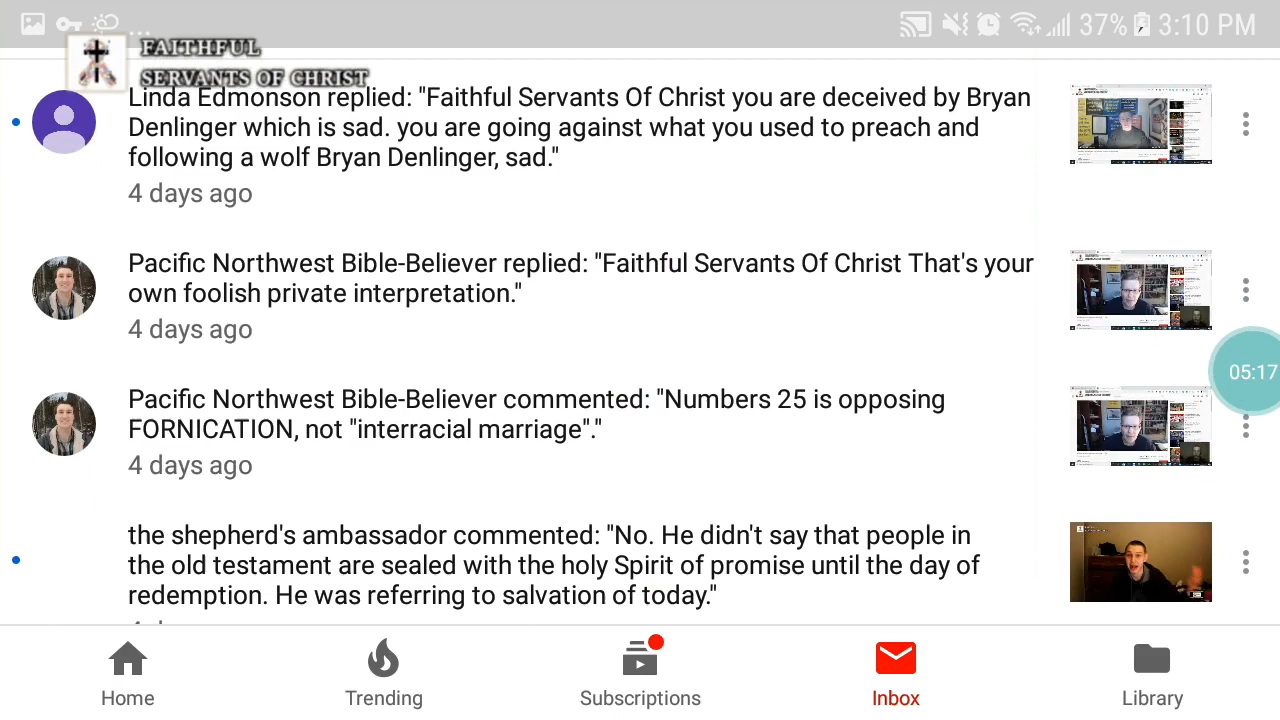 37% 3:10 PM
FAITHFUL
SERVANTS OF CHRIST
Linda Edmonson replied: "Faithful Servants Of Christ you are deceived by Bryan
Denlinger which is sad. you are going against what you used to preach and
following a wolf Bryan Denlinger, sad."
4 days ago
Pacific Northwest Bible-Believer replied: "Faithful Servants Of Christ That's your
own foolish private interpretation."
4 days ago
05:17
Pacific Northwest Bible-Believer commented: "Numbers 25 is opposing
FORNICATION, not "interracial marriage"."
4 days ago
the shepherd's ambassador commented: "No. He didn't say that people in
the old testament are sealed with the holy Spirit of promise until the day of
redemption. He was referring to salvation of today."
Home Trending Subscriptions Inbox Library